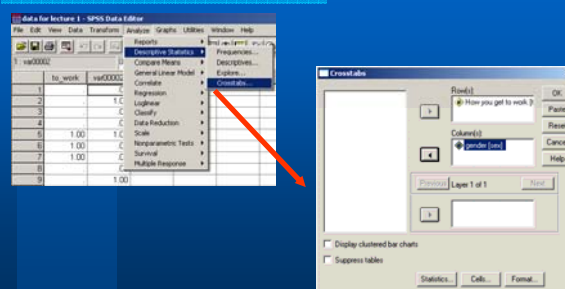 data for lecture 1 - SPSS Data Editor
File Edit View Data Transform Analyze Graphs Utilities Window Help
Reports
Descriptive Statistics
Frequencies...
Compare Means
Descriptives...
General Linear Model
Explore...
Correlate
Crosstabs...
Regression
Loglinear
Classify
Data Reduction
Scale
Nonparametric Tests
Survival
Multiple Response
1 : var00002
to_work var00002
1
2
3
4
5 1.00
6 1.00
7 1.00
8
9 1.00
Crosstabs
Row(s):
How you get to work
Column(s):
gender [sex]
OK
Paste
Reset
Cancel
Help
Previous Layer 1 of 1 Next
Display clustered bar charts
Suppress tables
Statistics... Cells... Format...